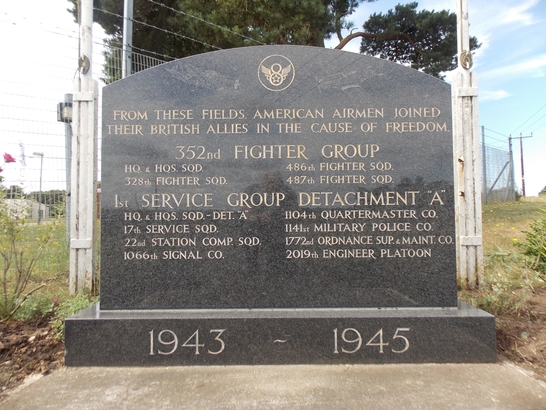 FROM THESE FIELDS, AMERICAN AIRMEN JOINED
THEIR BRITISH ALLIES IN THE CAUSE OF FREEDOM.
352nd FIGHTER GROUP
HQ. & HQS. SQD.
328th FIGHTER SQD.
486th FIGHTER SQD.
487th FIGHTER SQD.
1st SERVICE GROUP DETACHMENT "A"
HQ. & HQS. SQD.-DET. "A"
17th SERVICE SQD.
22nd STATION COMP. SQD.
1066th SIGNAL CO.
1104th QUARTERMASTER CO.
1141st MILITARY POLICE CO.
1772nd ORDNANCE SUP. & MAINT. CO.
2019th ENGINEER PLATOON
1943 ~ 1945